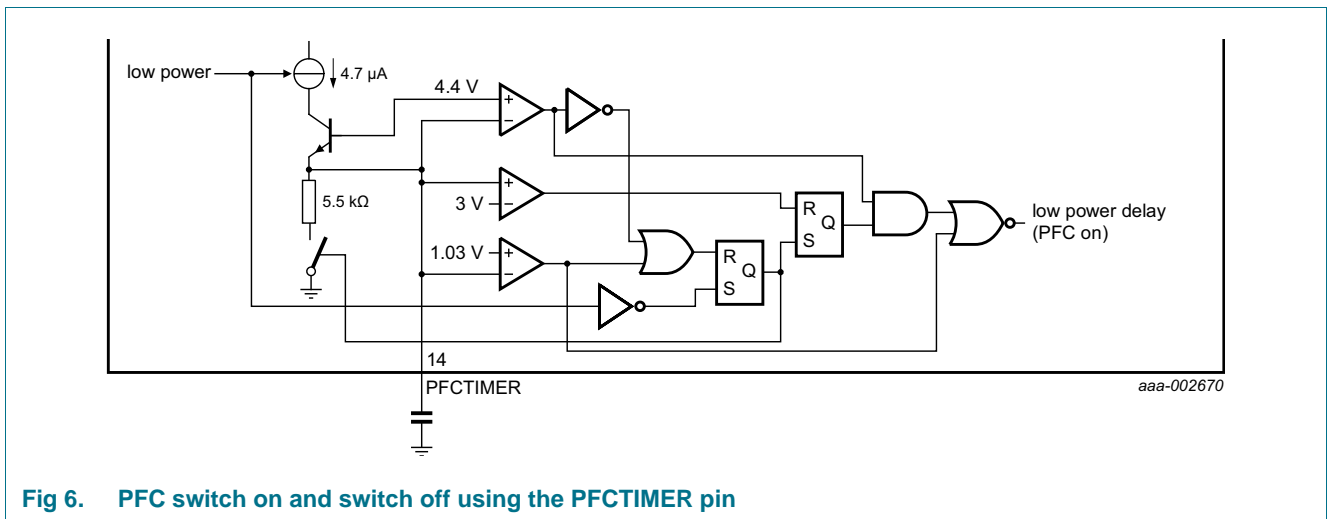 low power
4.7 µA
4.4 V
+
−
5.5 kΩ
+
3 V
−
1.03 V
+
−
R
Q
S
R
Q
S
low power delay
(PFC on)
14
PFCTIMER
aaa-002670
Fig 6. PFC switch on and switch off using the PFCTIMER pin